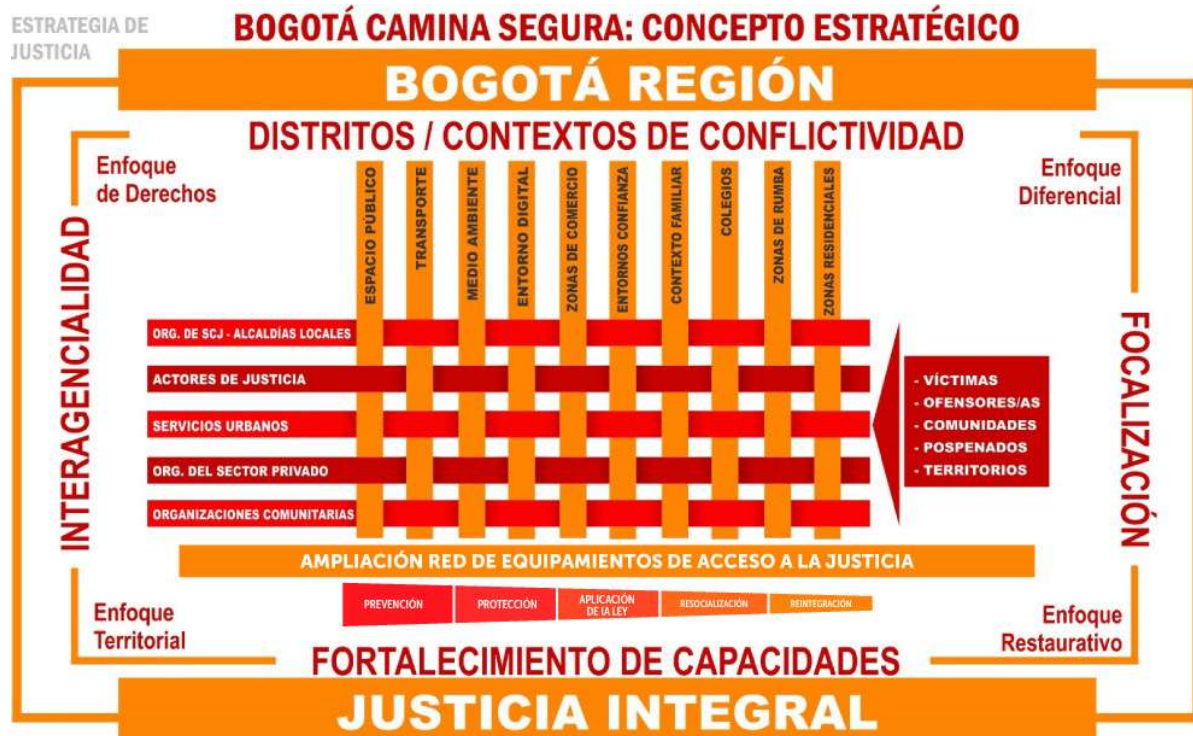 ESTRATEGIA DE
JUSTICIA
BOGOTÁ CAMINA SEGURA: CONCEPTO ESTRATÉGICO
BOGOTÁ REGIÓN
DISTRITOS / CONTEXTOS DE CONFLICTIVIDAD
Enfoque
de Derechos
Enfoque
Diferencial
INTERAGENCIALIDAD
FOCALIZACIÓN
ESPACIO PÚBLICO
TRANSPORTE
MEDIO AMBIENTE
ENTORNO DIGITAL
ZONAS DE COMERCIO
ENTORNOS CONFIANZA
CONTEXTO FAMILIAR
COLEGIOS
ZONAS DE RUMBA
ZONAS RESIDENCIALES
ORG. DE SCJ - ALCALDÍAS LOCALES
ACTORES DE JUSTICIA
SERVICIOS URBANOS
ORG. DEL SECTOR PRIVADO
ORGANIZACIONES COMUNITARIAS
- VÍCTIMAS
- OFENSORES/AS
- COMUNIDADES
- POSPENADOS
- TERRITORIOS
AMPLIACIÓN RED DE EQUIPAMIENTOS DE ACCESO A LA JUSTICIA
PREVENCIÓN
PROTECCIÓN
APLICACIÓN
DE LA LEY
RESOCIALIZACIÓN
REINTEGRACIÓN
Enfoque
Territorial
Enfoque
Restaurativo
FORTALECIMIENTO DE CAPACIDADES
JUSTICIA INTEGRAL